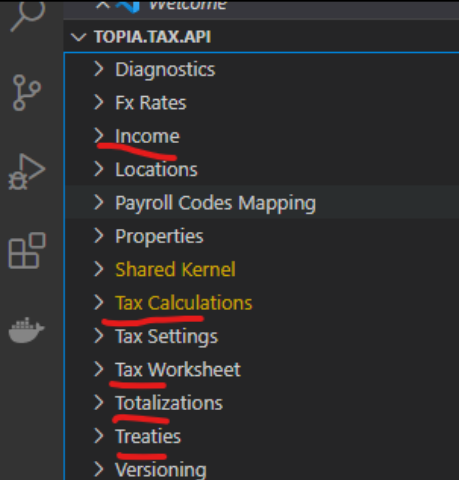 Welcome
TOPIA.TAX.API
Diagnostics
Fx Rates
Income
Locations
Payroll Codes Mapping
Properties
Shared Kernel
Tax Calculations
Tax Settings
Tax Worksheet
Totalizations
Treaties
Versioning